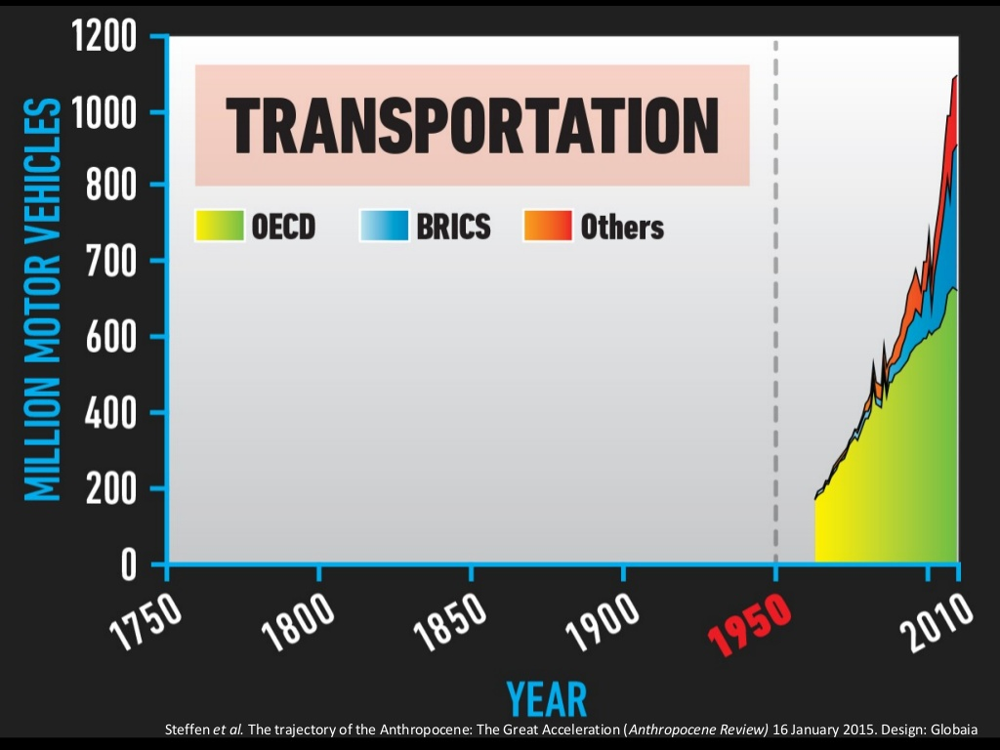 1200
1000
800
700
600
400
200
0
MILLION MOTOR VEHICLES
TRANSPORTATION
OECD BRICS Others
1750 1800 1850 1900 1950 2010
YEAR
Steffen et al. The trajectory of the Anthropocene: The Great Acceleration (Anthropocene Review) 16 January 2015. Design: Globaia